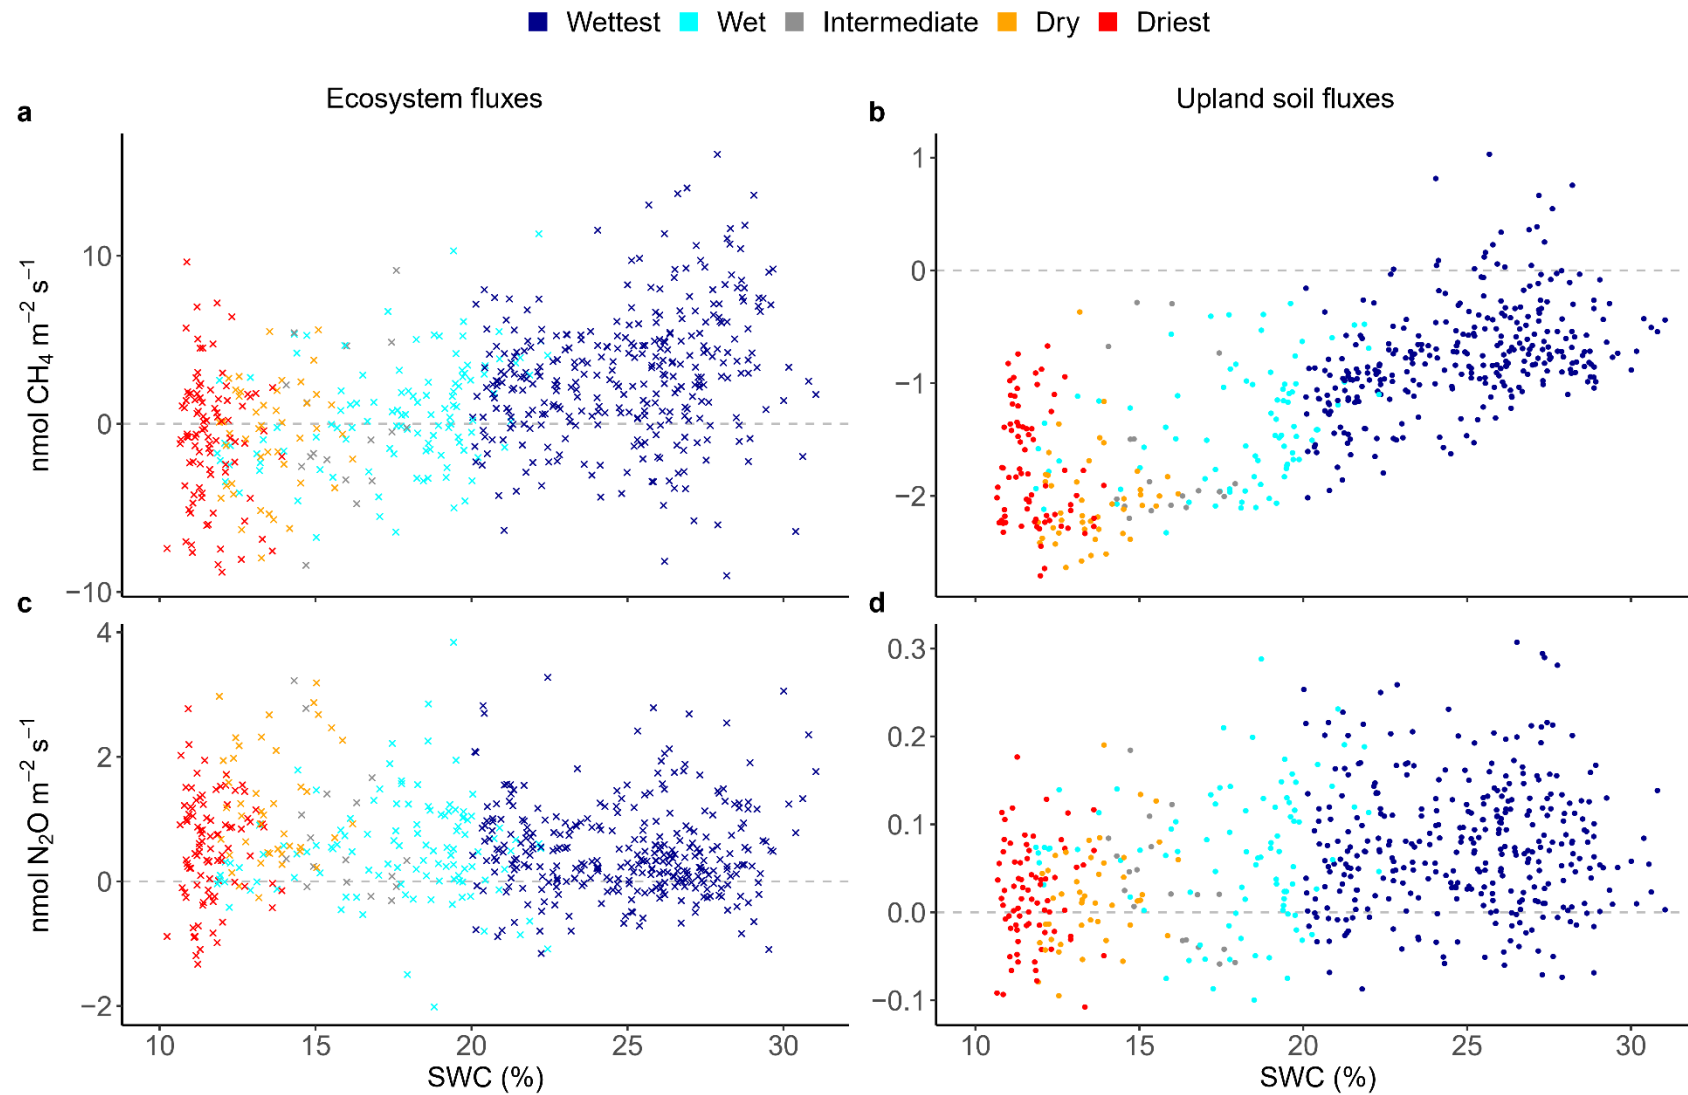 Wettest Wet Intermediate Dry Driest
Ecosystem fluxes Upland soil fluxes
a b
nmol CH₄ m⁻² s⁻¹
10
0
−10
1
0
−1
−2
c d
nmol N₂O m⁻² s⁻¹
4
2
0
−2
0.3
0.2
0.1
0.0
−0.1
10 15 20 25 30 10 15 20 25 30
SWC (%) SWC (%)